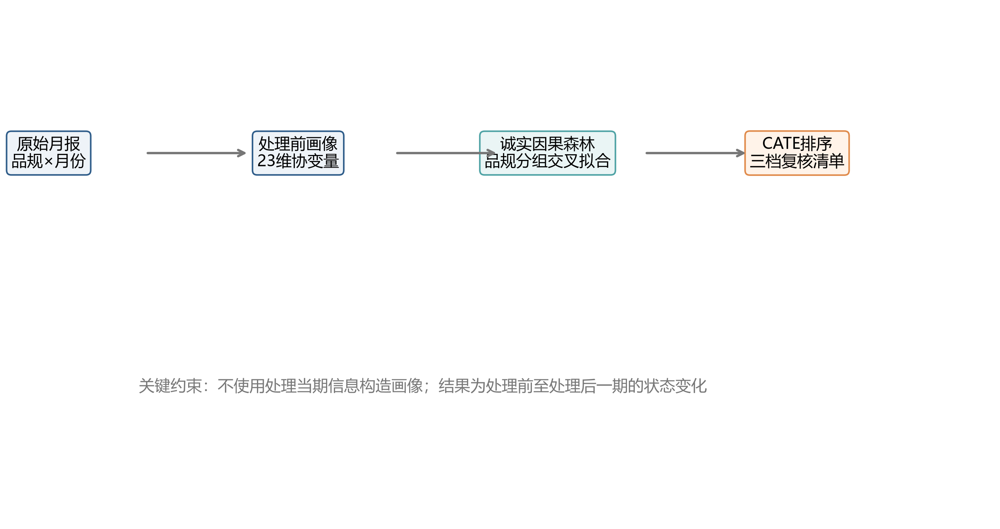 原始月报
品规×月份
处理前画像
23维协变量
诚实因果森林
品规分组交叉拟合
CATE排序
三档复核清单
关键约束：不使用处理当期信息构造画像；结果为处理前至处理后一期的状态变化